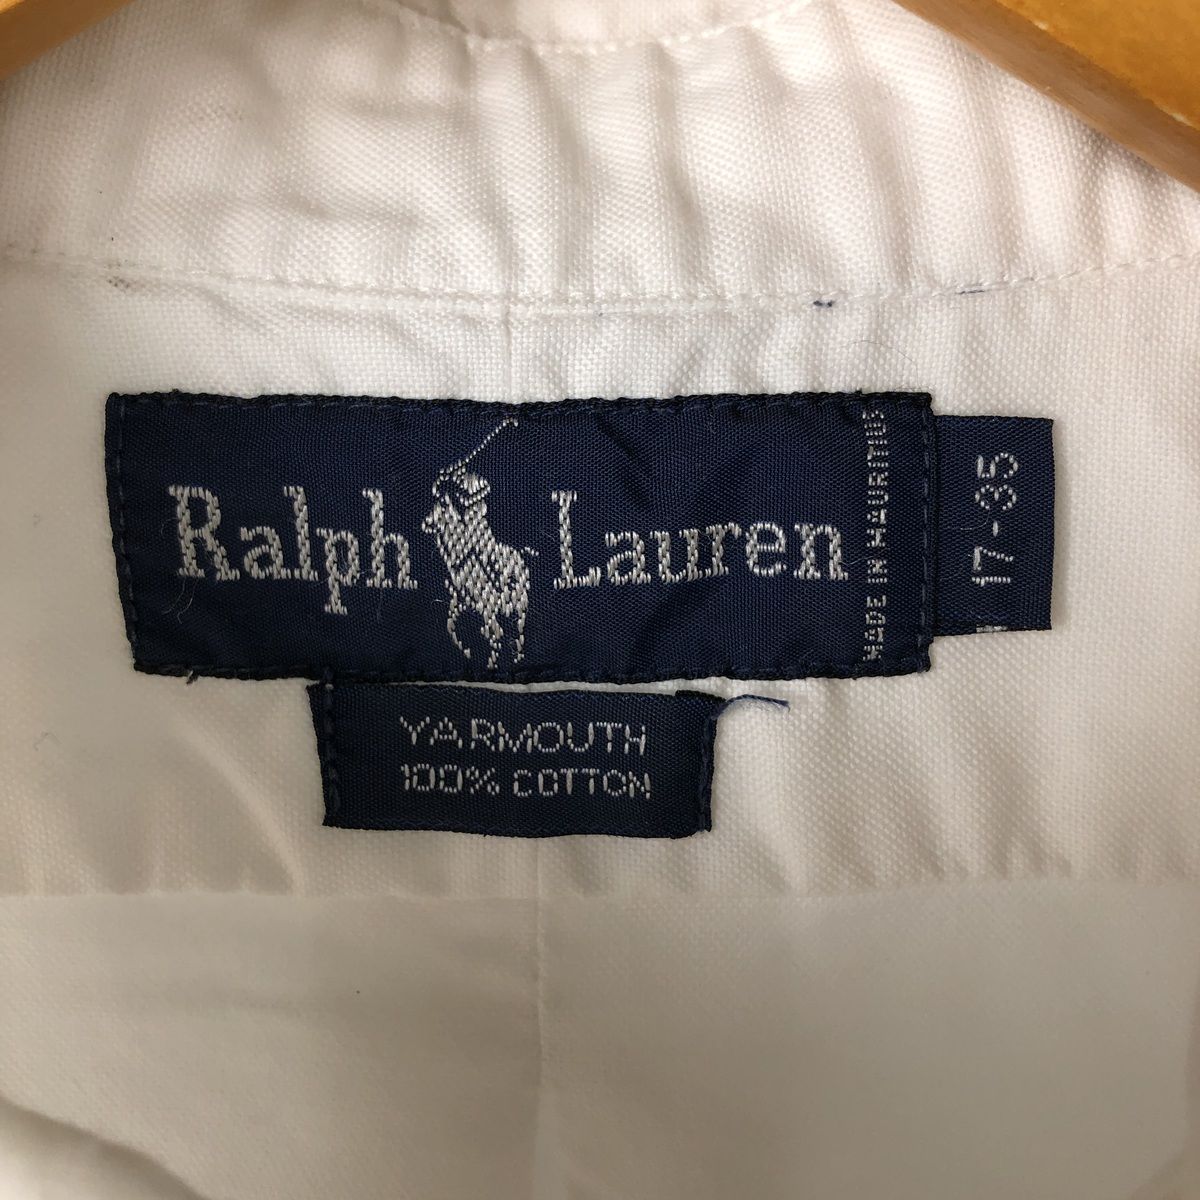 Ralph Lauren
MADE IN MAURITIUS
17-35
YARMOUTH
100% COTTON